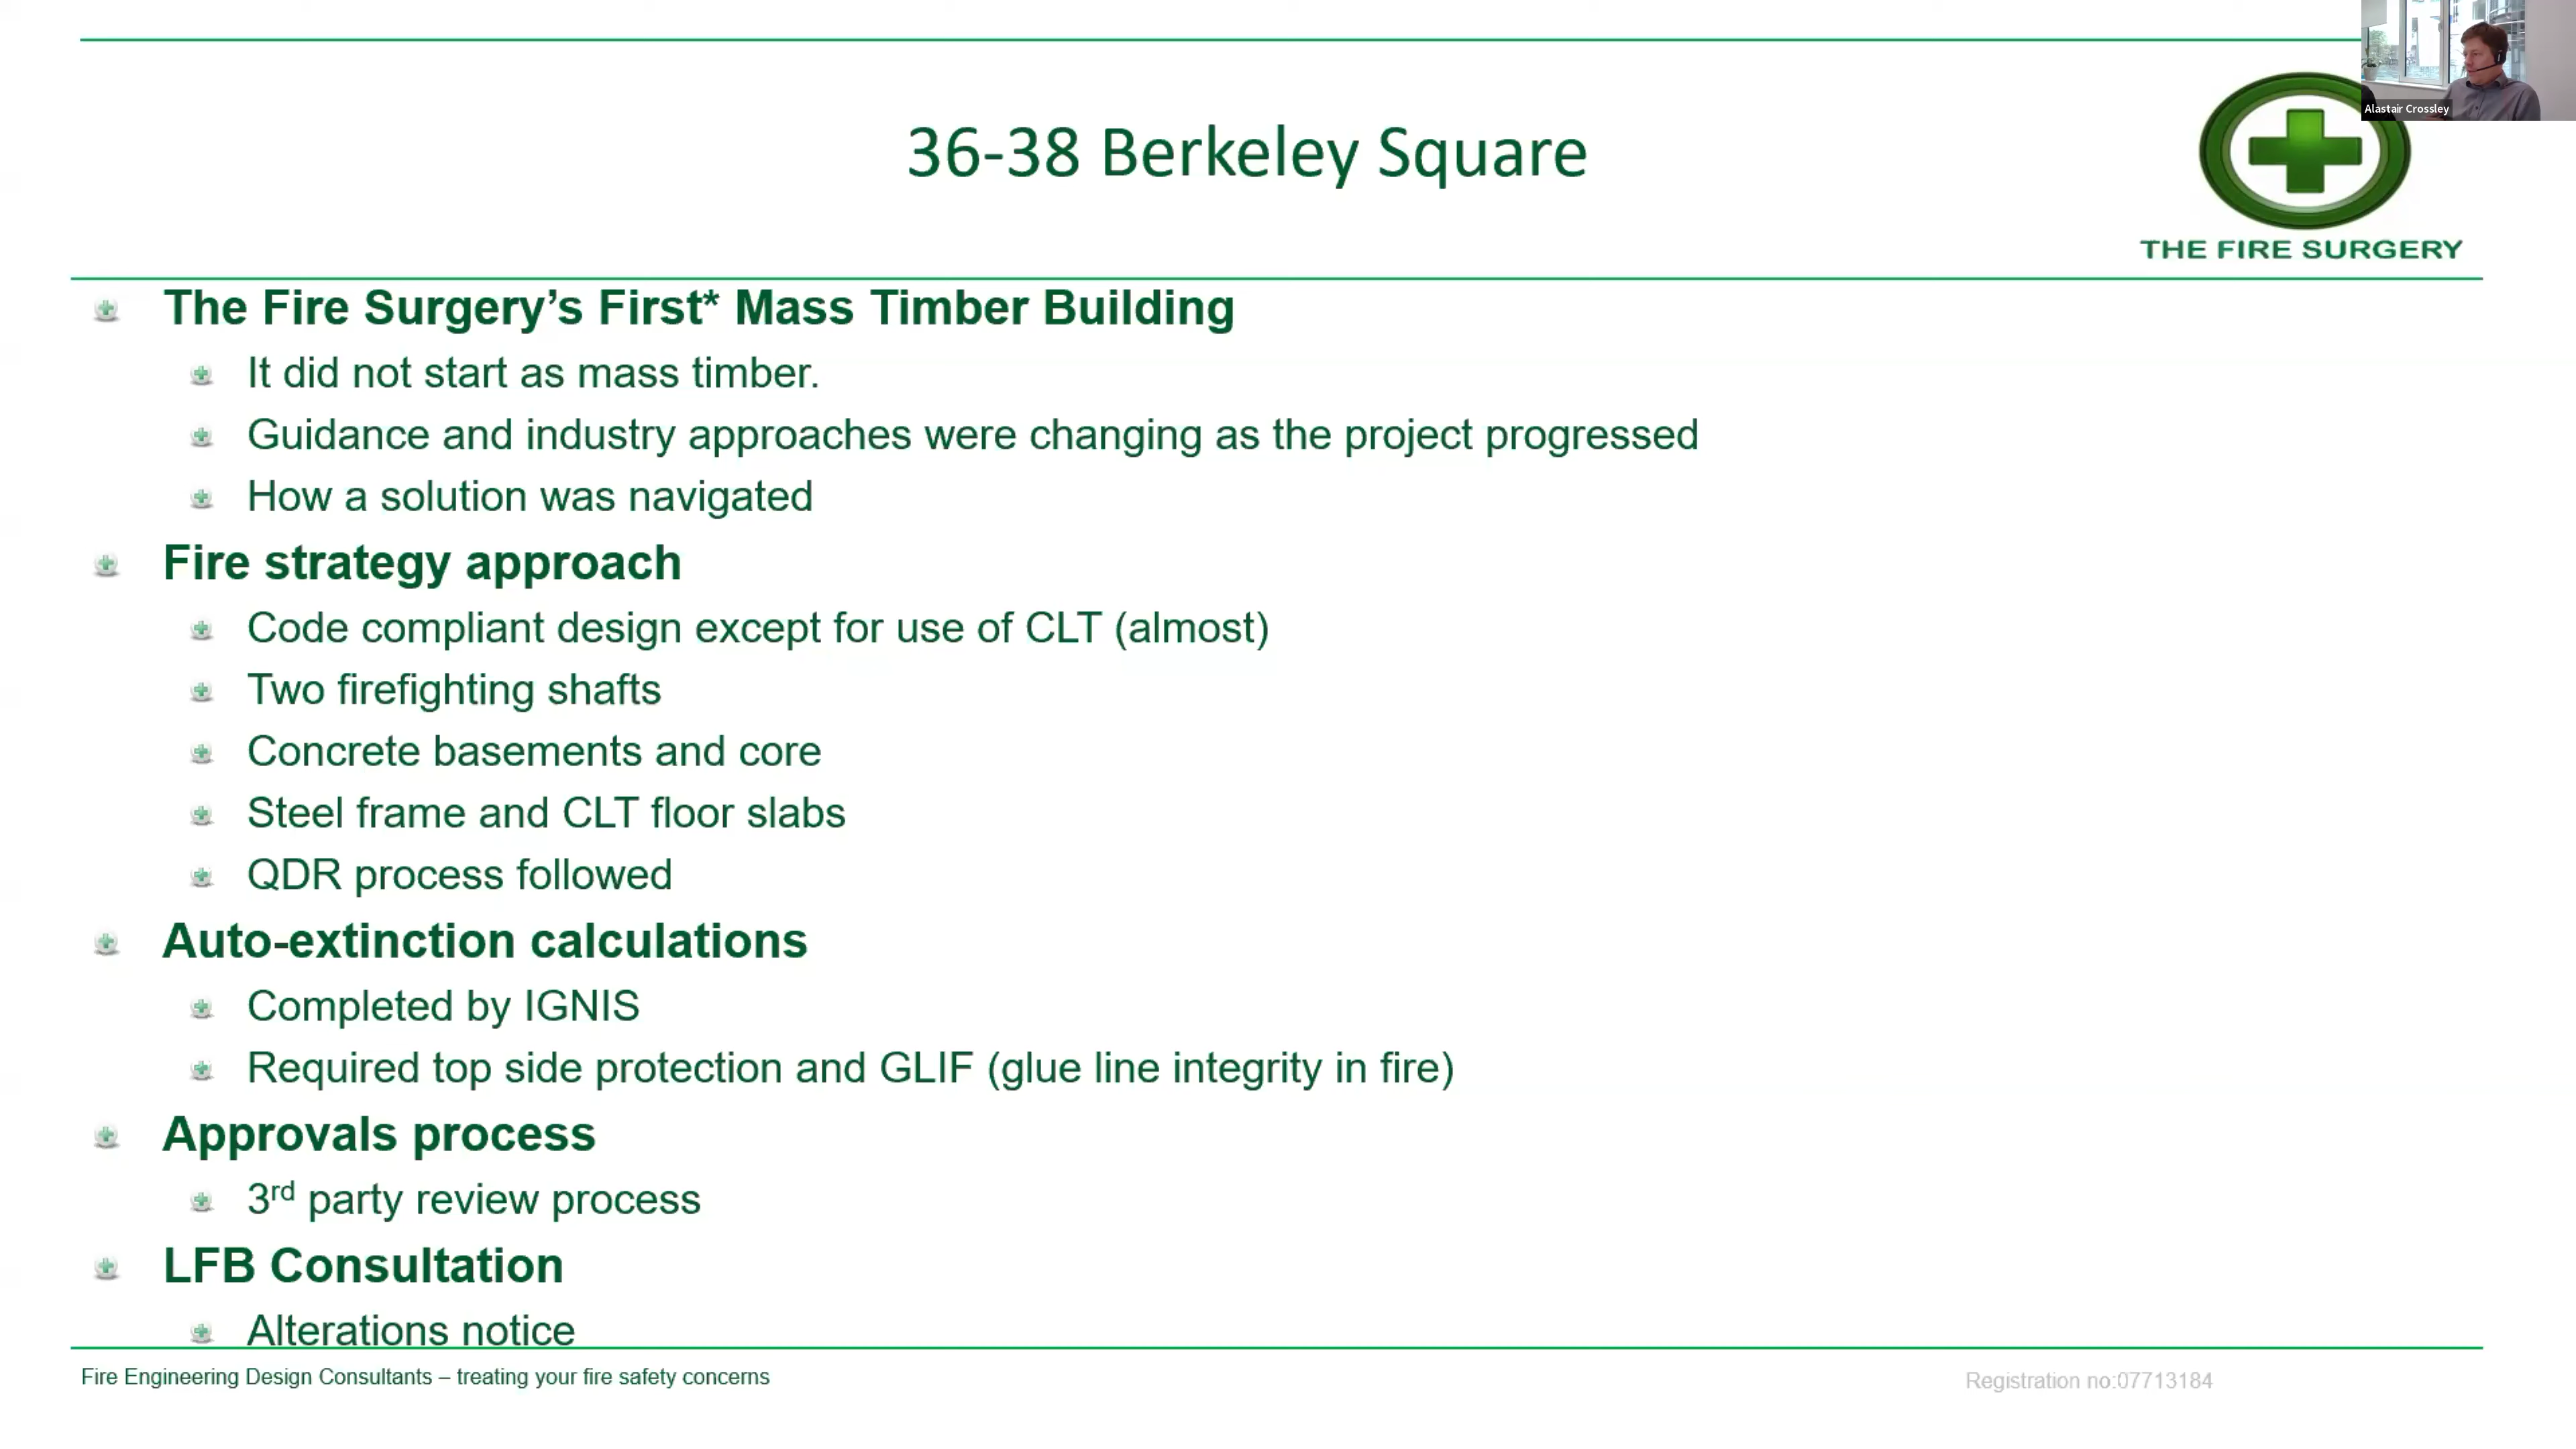 Alastair Crossley
36-38 Berkeley Square
THE FIRE SURGERY
The Fire Surgery’s First* Mass Timber Building
It did not start as mass timber.
Guidance and industry approaches were changing as the project progressed
How a solution was navigated
Fire strategy approach
Code compliant design except for use of CLT (almost)
Two firefighting shafts
Concrete basements and core
Steel frame and CLT floor slabs
QDR process followed
Auto-extinction calculations
Completed by IGNIS
Required top side protection and GLIF (glue line integrity in fire)
Approvals process
3rd party review process
LFB Consultation
Alterations notice
Fire Engineering Design Consultants – treating your fire safety concerns
Registration no:07713184